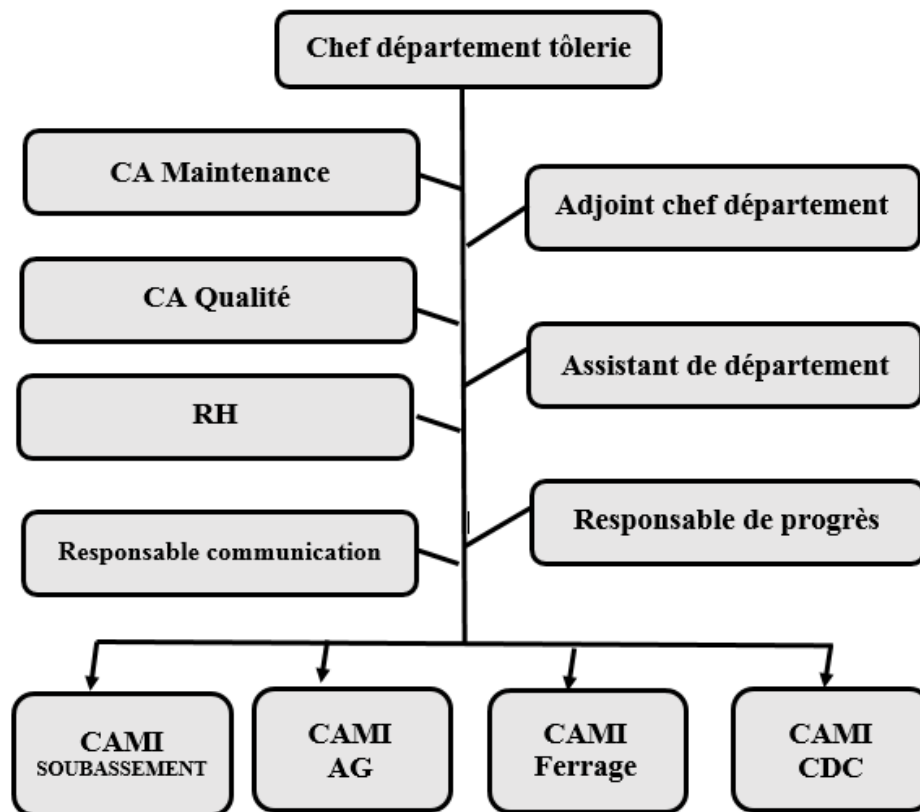 Chef département tôlerie
CA Maintenance
Adjoint chef département
CA Qualité
Assistant de département
RH
Responsable de progrès
Responsable communication
CAMI
SOUBASSEMENT
CAMI
AG
CAMI
Ferrage
CAMI
CDC